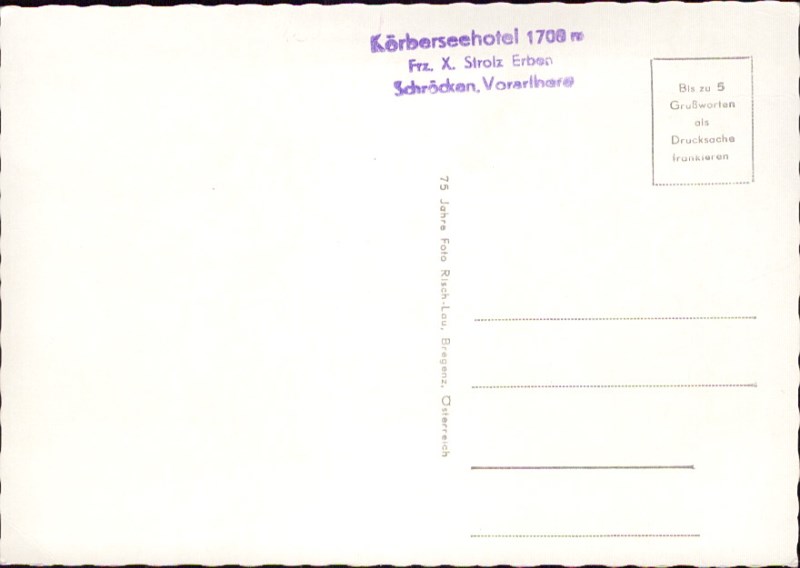 Körberseehotel 1700 m
Frz. X. Strolz Erben
Schröcken, Vorarlberg
Bis zu 5
Grußworten
als
Drucksache
frankieren
75 Jahre Foto Risch-Lau, Bregenz, Österreich